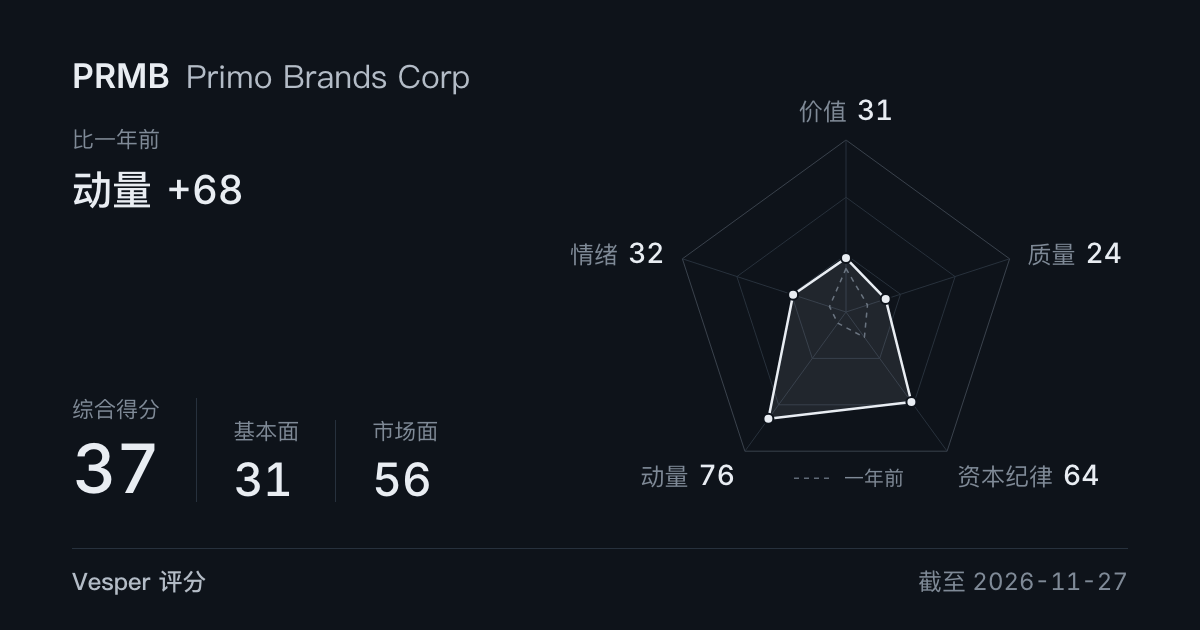 PRMB Primo Brands Corp
比一年前
动量 +68
价值 31
情绪 32
质量 24
动量 76
---- 一年前
资本纪律 64
综合得分
37
基本面
31
市场面
56
Vesper 评分
截至 2026-11-27